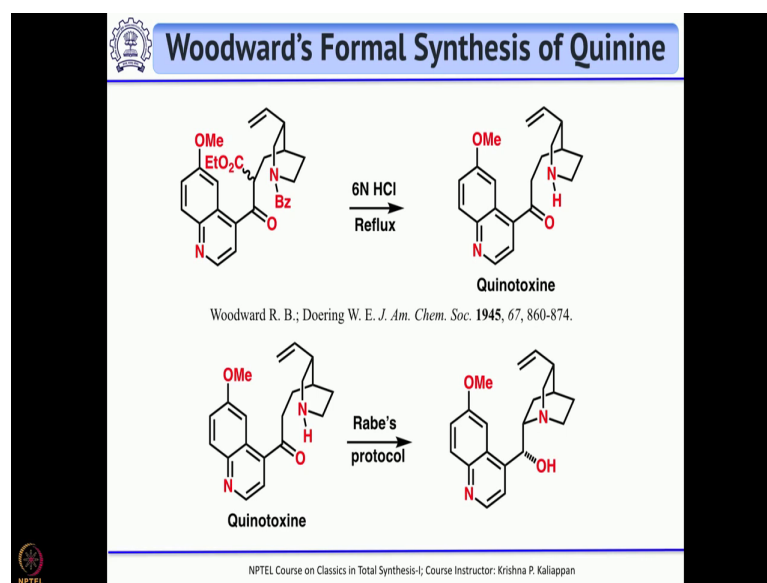 Woodward's Formal Synthesis of Quinine
OMe
EtO₂C
N
Bz
O
N
6N HCl
Reflux
OMe
N
H
O
N
Quinotoxine
Woodward R. B.; Doering W. E. J. Am. Chem. Soc. 1945, 67, 860-874.
OMe
N
H
O
N
Quinotoxine
Rabe's
protocol
OMe
N
OH
N
NPTEL Course on Classics in Total Synthesis-I; Course Instructor: Krishna P. Kaliappan
NPTEL